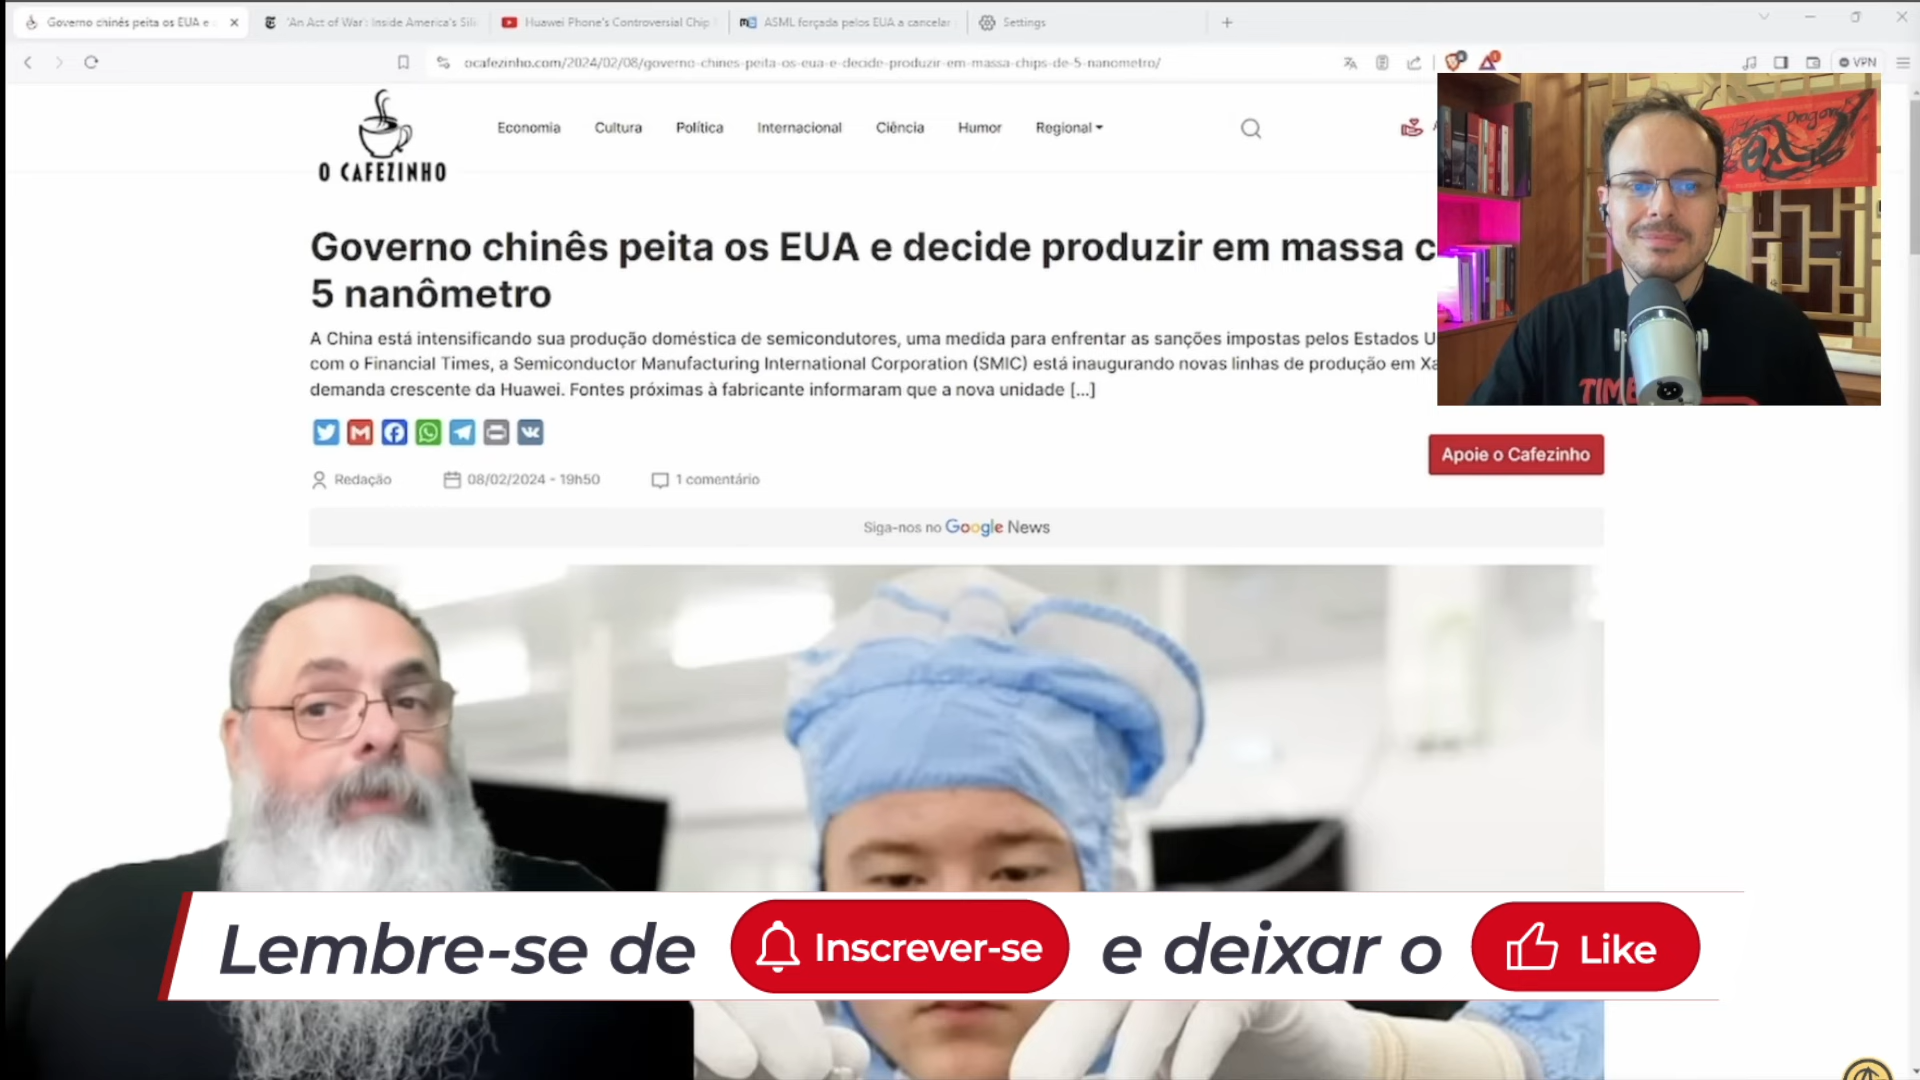 Governo chinês peita os EUA e
'An Act of War': Inside America's Sili
Huawei Phone's Controversial Chip
ASML forçada pelos EUA a cancelar
Settings
ocafezinho.com/2024/02/08/governo-chines-peita-os-eua-e-decide-produzir-em-massa-chips-de-5-nanometro/
VPN
O CAFEZINHO
Economia Cultura Política Internacional Ciência Humor Regional
Dragon
Governo chinês peita os EUA e decide produzir em massa c
5 nanômetro
A China está intensificando sua produção doméstica de semicondutores, uma medida para enfrentar as sanções impostas pelos Estados U
com o Financial Times, a Semiconductor Manufacturing International Corporation (SMIC) está inaugurando novas linhas de produção em Xa
demanda crescente da Huawei. Fontes próximas à fabricante informaram que a nova unidade [...]
TIME
Apoie o Cafezinho
Redação 08/02/2024 - 19h50 1 comentário
Siga-nos no Google News
Lembre-se de Inscrever-se e deixar o Like